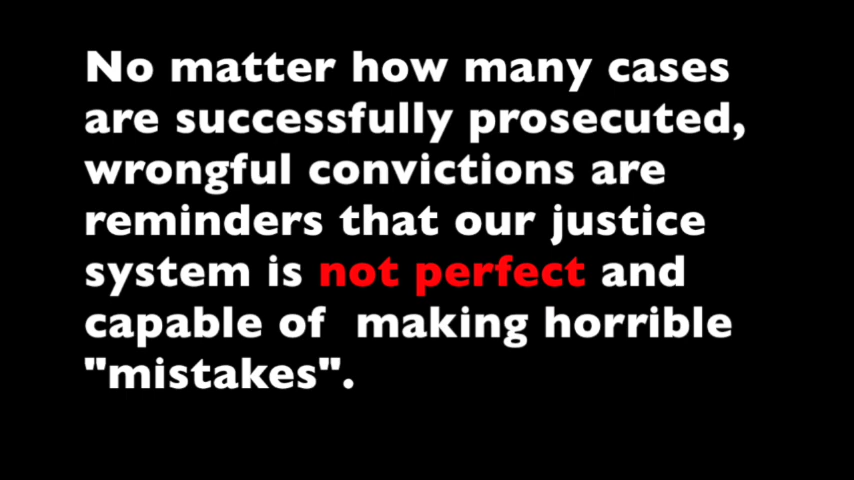 No matter how many cases
are successfully prosecuted,
wrongful convictions are
reminders that our justice
system is not perfect and
capable of  making horrible
"mistakes".